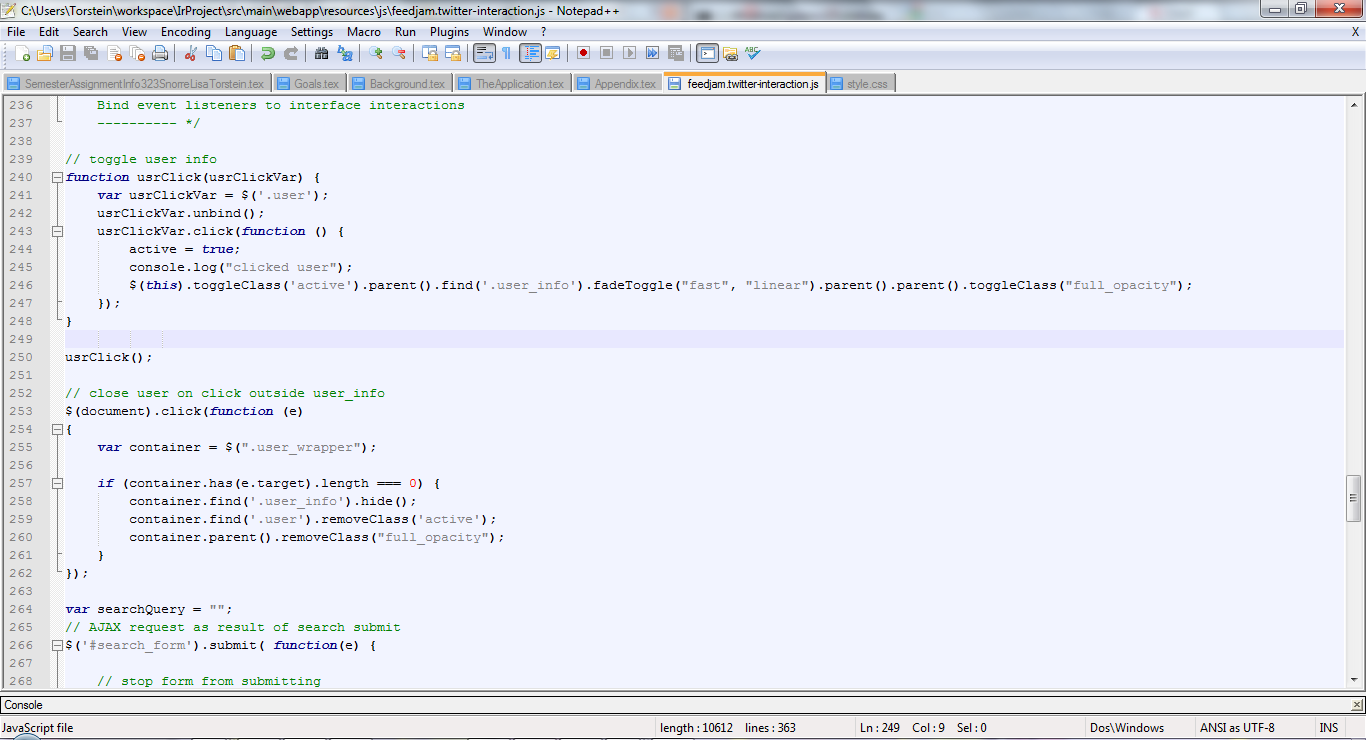 C:\Users\Torstein\workspace\IrProject\src\main\webapp\resources\js\feedjam.twitter-interaction.js - Notepad++
File Edit Search View Encoding Language Settings Macro Run Plugins Window ? X
SemesterAssignmentInfo323SnorreLisaTorstein.tex Goals.tex Background.tex TheApplication.tex Appendix.tex feedjam.twitter-interaction.js style.css
236 Bind event listeners to interface interactions
237 ---------- */
238
239 // toggle user info
240 function usrClick(usrClickVar) {
241 var usrClickVar = $('.user');
242 usrClickVar.unbind();
243 usrClickVar.click(function () {
244 active = true;
245 console.log("clicked user");
246 $(this).toggleClass('active').parent().find('.user_info').fadeToggle("fast", "linear").parent().parent().toggleClass("full_opacity");
247 });
248 }
249
250 usrClick();
251
252 // close user on click outside user_info
253 $(document).click(function (e)
254 {
255 var container = $(".user_wrapper");
256
257 if (container.has(e.target).length === 0) {
258 container.find('.user_info').hide();
259 container.find('.user').removeClass('active');
260 container.parent().removeClass("full_opacity");
261 }
262 });
263
264 var searchQuery = "";
265 // AJAX request as result of search submit
266 $('#search_form').submit( function(e) {
267
268 // stop form from submitting
Console
JavaScript file length : 10612 lines : 363 Ln : 249 Col : 9 Sel : 0 Dos\Windows ANSI as UTF-8 INS